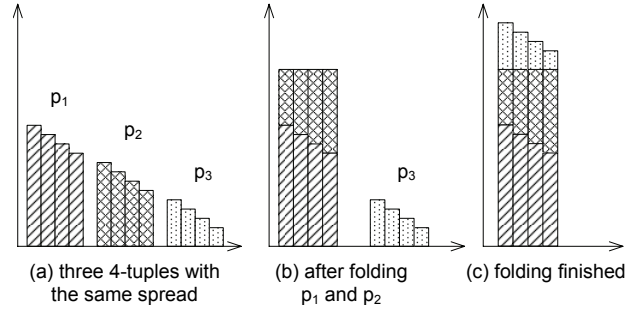 p1
p2
p3
(a) three 4-tuples with
the same spread
p3
(b) after folding
p1 and p2
(c) folding finished